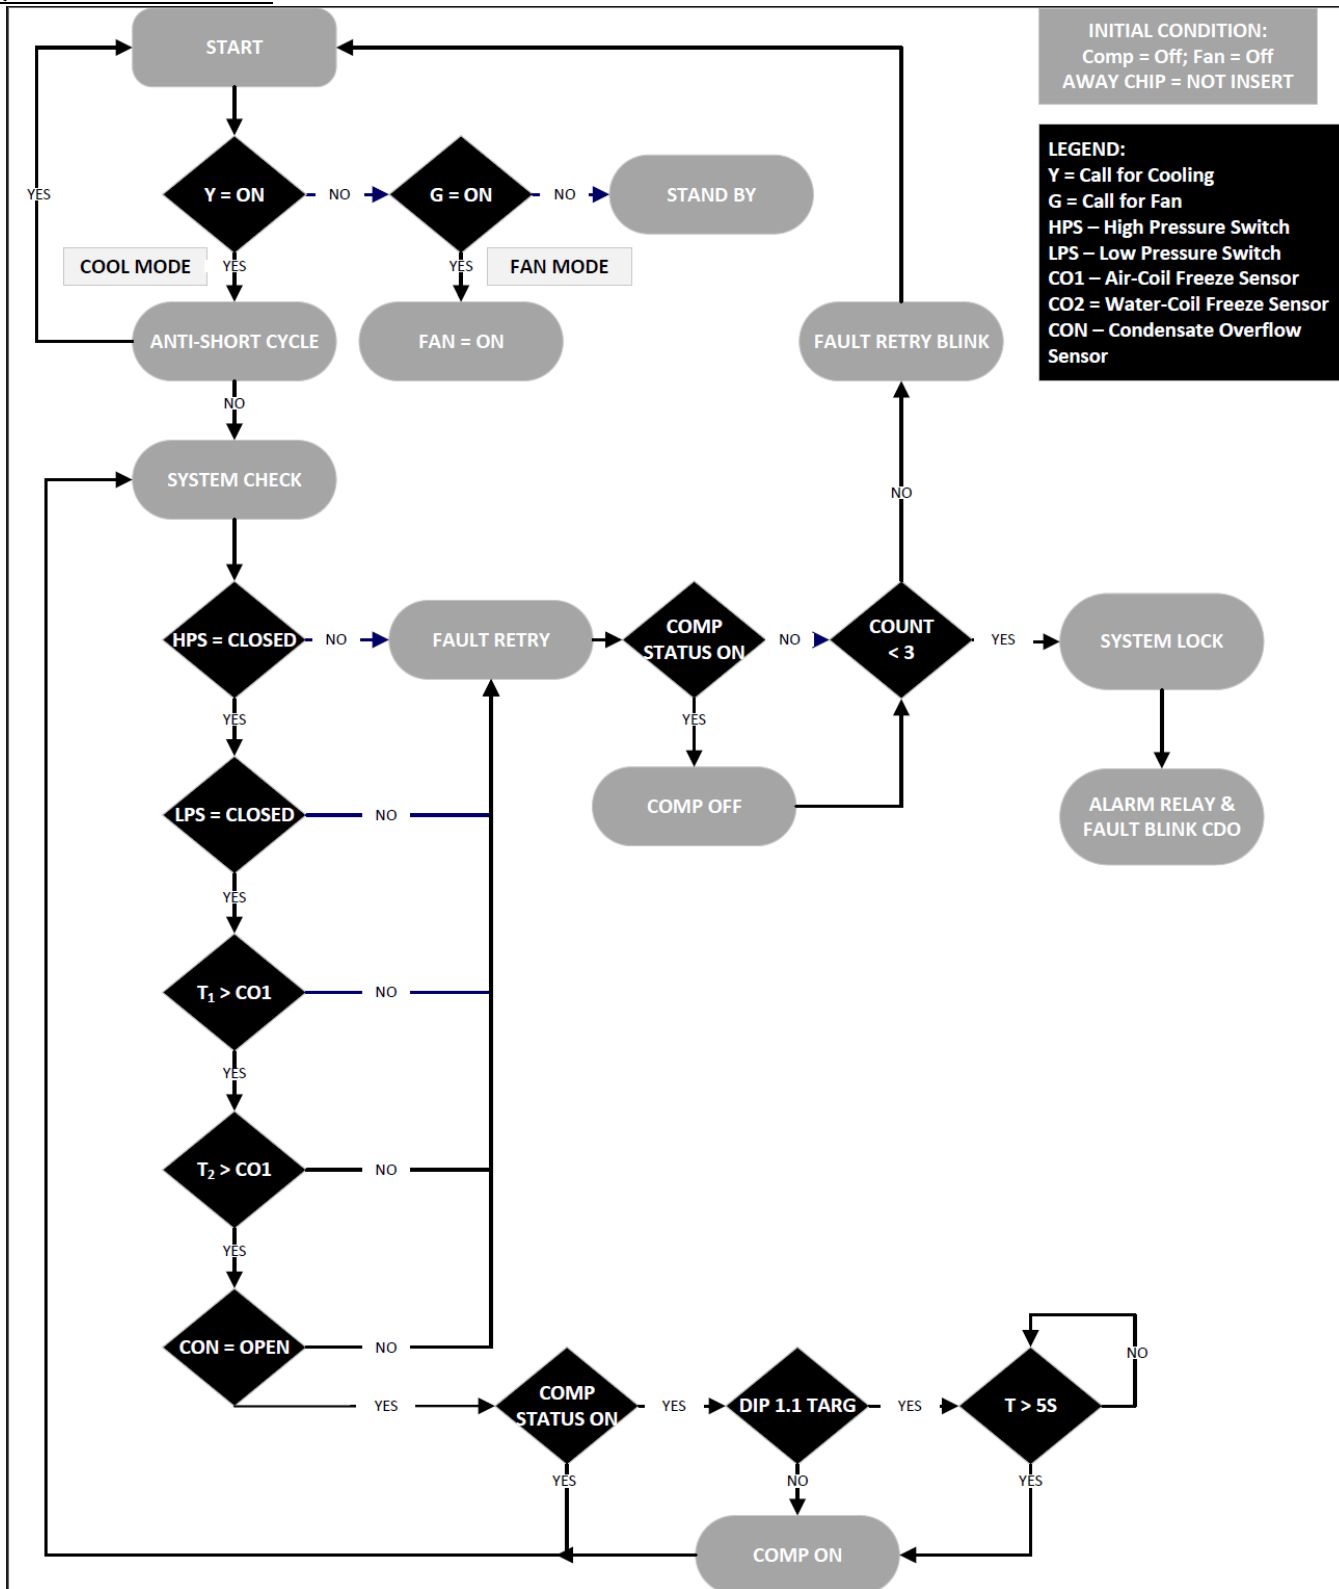 START
INITIAL CONDITION:
Comp = Off; Fan = Off
AWAY CHIP = NOT INSERT
LEGEND:
Y = Call for Cooling
G = Call for Fan
HPS – High Pressure Switch
LPS – Low Pressure Switch
CO1 – Air-Coil Freeze Sensor
CO2 = Water-Coil Freeze Sensor
CON – Condensate Overflow
Sensor
YES
Y = ON
NO
G = ON
NO
STAND BY
COOL MODE
YES
YES
FAN MODE
ANTI-SHORT CYCLE
FAN = ON
FAULT RETRY BLINK
NO
SYSTEM CHECK
NO
HPS = CLOSED
NO
FAULT RETRY
COMP
STATUS ON
NO
COUNT
< 3
YES
SYSTEM LOCK
YES
YES
LPS = CLOSED
NO
COMP OFF
ALARM RELAY &
FAULT BLINK CDO
YES
T₁ > CO1
NO
YES
T₂ > CO1
NO
YES
CON = OPEN
NO
NO
YES
COMP
STATUS ON
YES
DIP 1.1 TARG
YES
T > 5S
YES
NO
YES
COMP ON